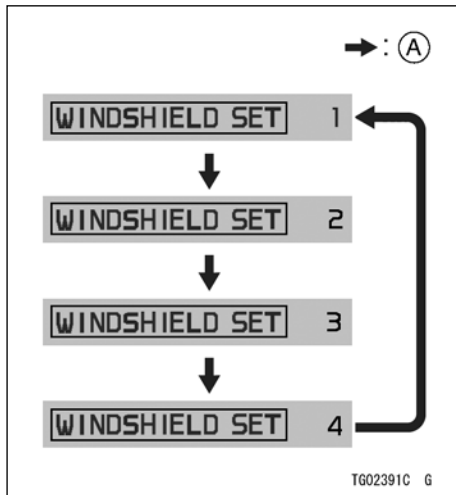 : A
WINDSHIELD SET 1
WINDSHIELD SET 2
WINDSHIELD SET 3
WINDSHIELD SET 4
TG02391C G